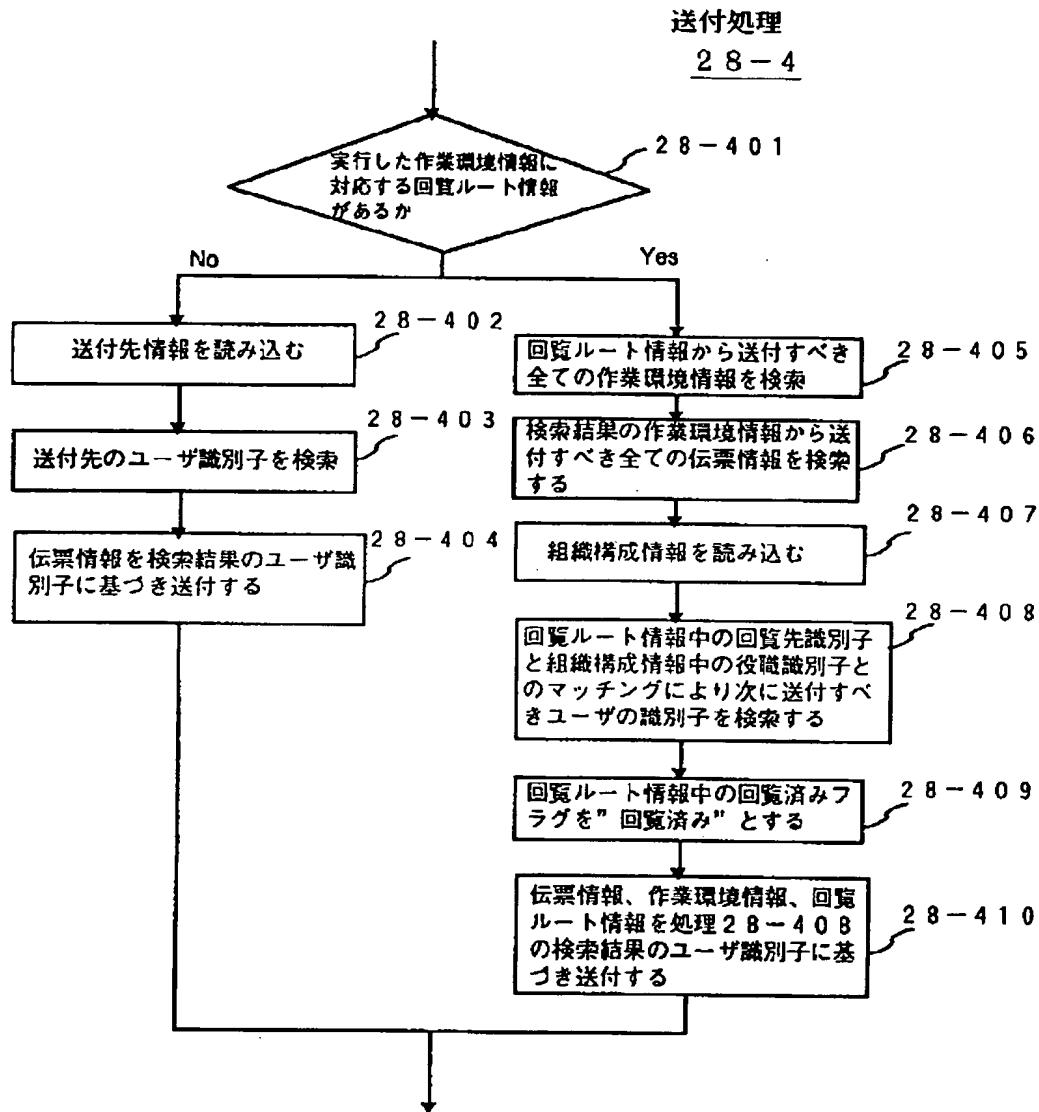 送付処理
28-4
28-401
実行した作業環境情報に
対応する回覧ルート情報
があるか
No
Yes
28-402
送付先情報を読み込む
28-403
送付先のユーザ識別子を検索
28-404
伝票情報を検索結果のユーザ識
別子に基づき送付する
28-405
回覧ルート情報から送付すべき
全ての作業環境情報を検索
28-406
検索結果の作業環境情報から送
付すべき全ての伝票情報を検索
する
28-407
組織構成情報を読み込む
28-408
回覧ルート情報中の回覧先識別子
と組織構成情報中の役職識別子と
のマッチングにより次に送付すべ
きユーザの識別子を検索する
28-409
回覧ルート情報中の回覧済みフ
ラグを”回覧済み”とする
28-410
伝票情報、作業環境情報、回覧
ルート情報を処理28-408
の検索結果のユーザ識別子に基
づき送付する